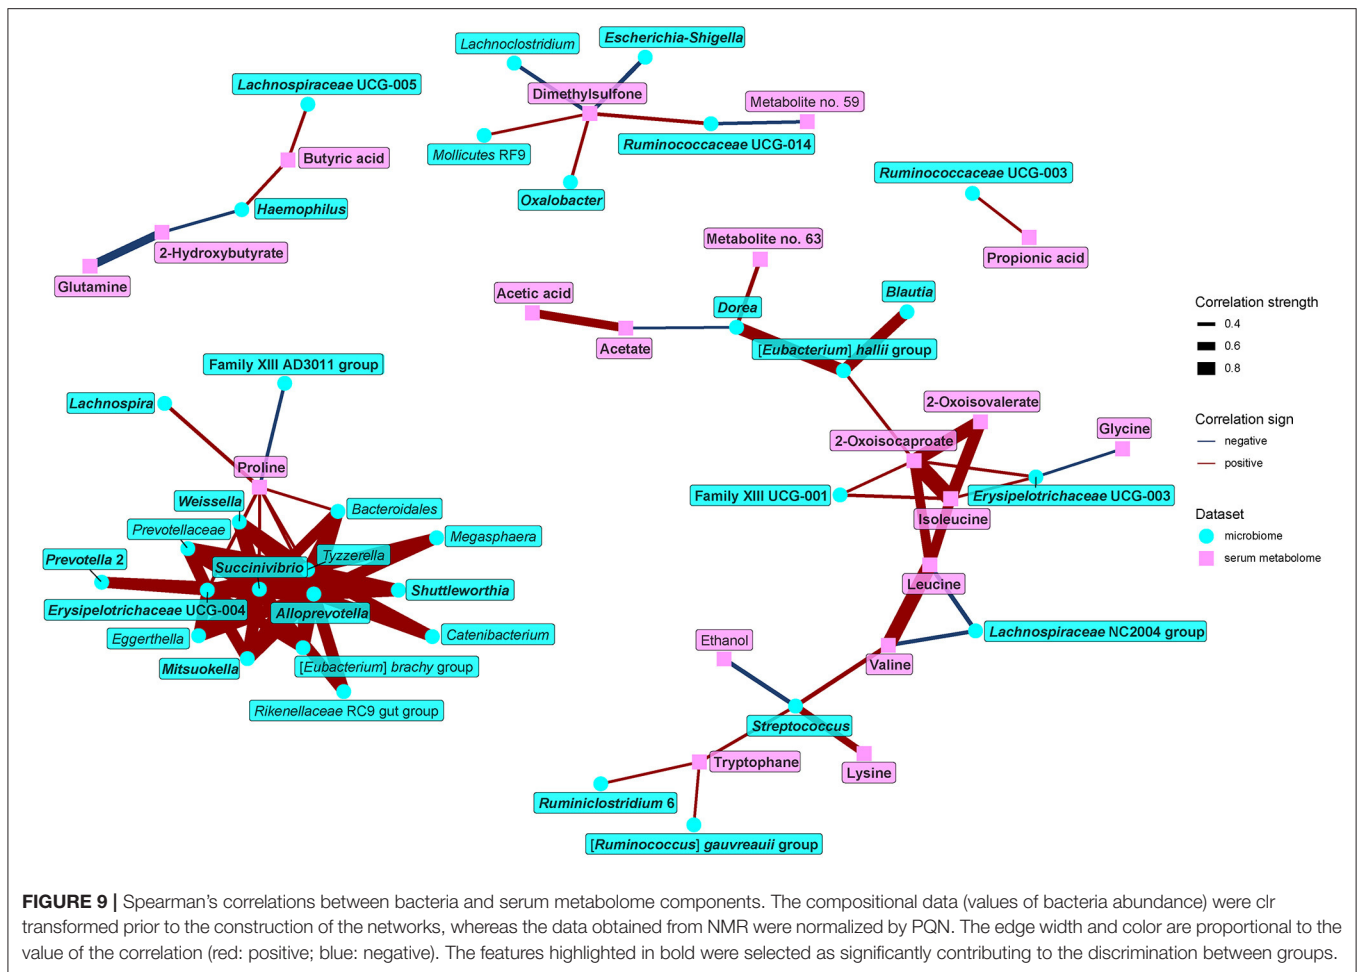 Lachnoclostridium
Escherichia-Shigella
Lachnospiraceae UCG-005
Dimethylsulfone
Metabolite no. 59
Ruminococcaceae UCG-014
Mollicutes RF9
Butyric acid
Ruminococcaceae UCG-003
Oxalobacter
Haemophilus
Metabolite no. 63
2-Hydroxybutyrate
Propionic acid
Glutamine
Acetic acid
Blautia
Dorea
Correlation strength
0.4
0.6
0.8
Acetate
[Eubacterium] hallii group
Family XIII AD3011 group
Lachnospira
2-Oxoisovalerate
Correlation sign
negative
positive
Glycine
2-Oxoisocaproate
Proline
Family XIII UCG-001
Erysipelotrichaceae UCG-003
Weissella
Bacteroidales
Isoleucine
Dataset
microbiome
serum metabolome
Prevotellaceae
Megasphaera
Tyzzerella
Prevotella 2
Succinivibrio
Leucine
Shuttleworthia
Erysipelotrichaceae UCG-004
Alloprevotella
Eggerthella
Catenibacterium
Lachnospiraceae NC2004 group
Ethanol
Mitsuokella
[Eubacterium] brachy group
Valine
Rikenellaceae RC9 gut group
Streptococcus
Tryptophane
Lysine
Ruminiclostridium 6
[Ruminococcus] gauvreauii group
FIGURE 9 | Spearman's correlations between bacteria and serum metabolome components. The compositional data (values of bacteria abundance) were clr
transformed prior to the construction of the networks, whereas the data obtained from NMR were normalized by PQN. The edge width and color are proportional to the
value of the correlation (red: positive; blue: negative). The features highlighted in bold were selected as significantly contributing to the discrimination between groups.